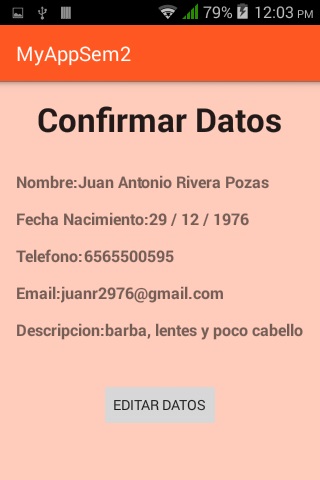 79% 12:03 PM
MyAppSem2
Confirmar Datos
Nombre:Juan Antonio Rivera Pozas
Fecha Nacimiento:29 / 12 / 1976
Telefono:6565500595
Email:juanr2976@gmail.com
Descripcion:barba, lentes y poco cabello
EDITAR DATOS